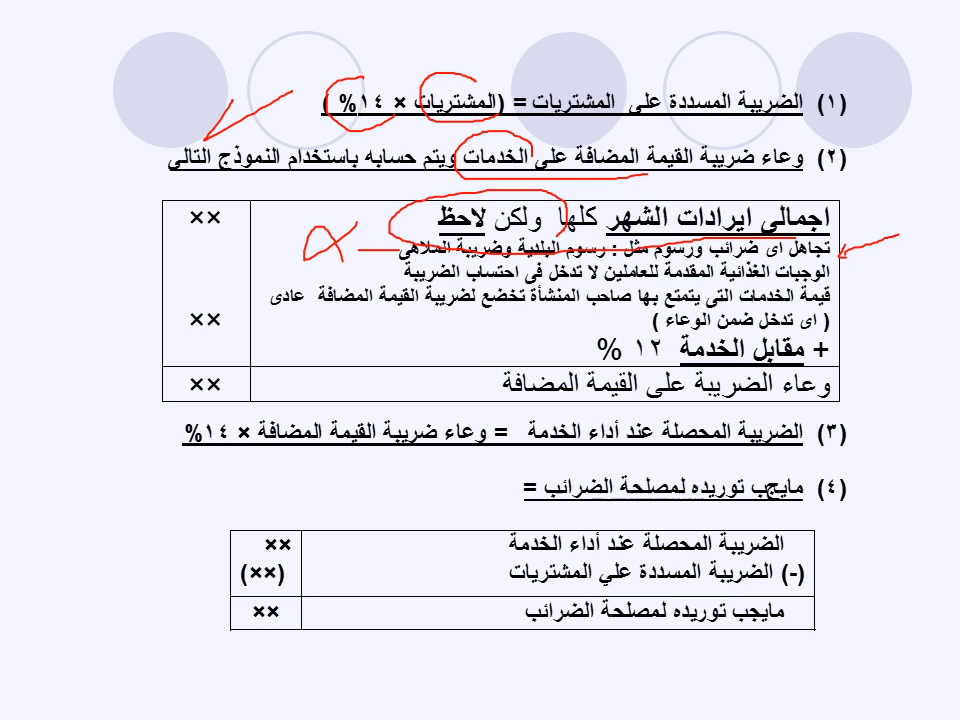 (١) الضريبة المسددة على المشتريات = (المشتريات × ١٤% )
(٢) وعاء ضريبة القيمة المضافة على الخدمات ويتم حسابه باستخدام النموذج التالى
اجمالى ايرادات الشهر كلها ولكن لاحظ ××
تجاهل اى ضرائب ورسوم مثل : رسوم البلدية وضريبة الملاهى
الوجبات الغذائية المقدمة للعاملين لا تدخل فى احتساب الضريبة
قيمة الخدمات التى يتمتع بها صاحب المنشأة تخضع لضريبة القيمة المضافة عادى
( اى تدخل ضمن الوعاء ) ××
+ مقابل الخدمة ١٢ %
وعاء الضريبة على القيمة المضافة ××
(٣) الضريبة المحصلة عند أداء الخدمة = وعاء ضريبة القيمة المضافة × ١٤%
(٤) مايجب توريده لمصلحة الضرائب =
الضريبة المحصلة عند أداء الخدمة ××
(-) الضريبة المسددة علي المشتريات (××)
مايجب توريده لمصلحة الضرائب ××